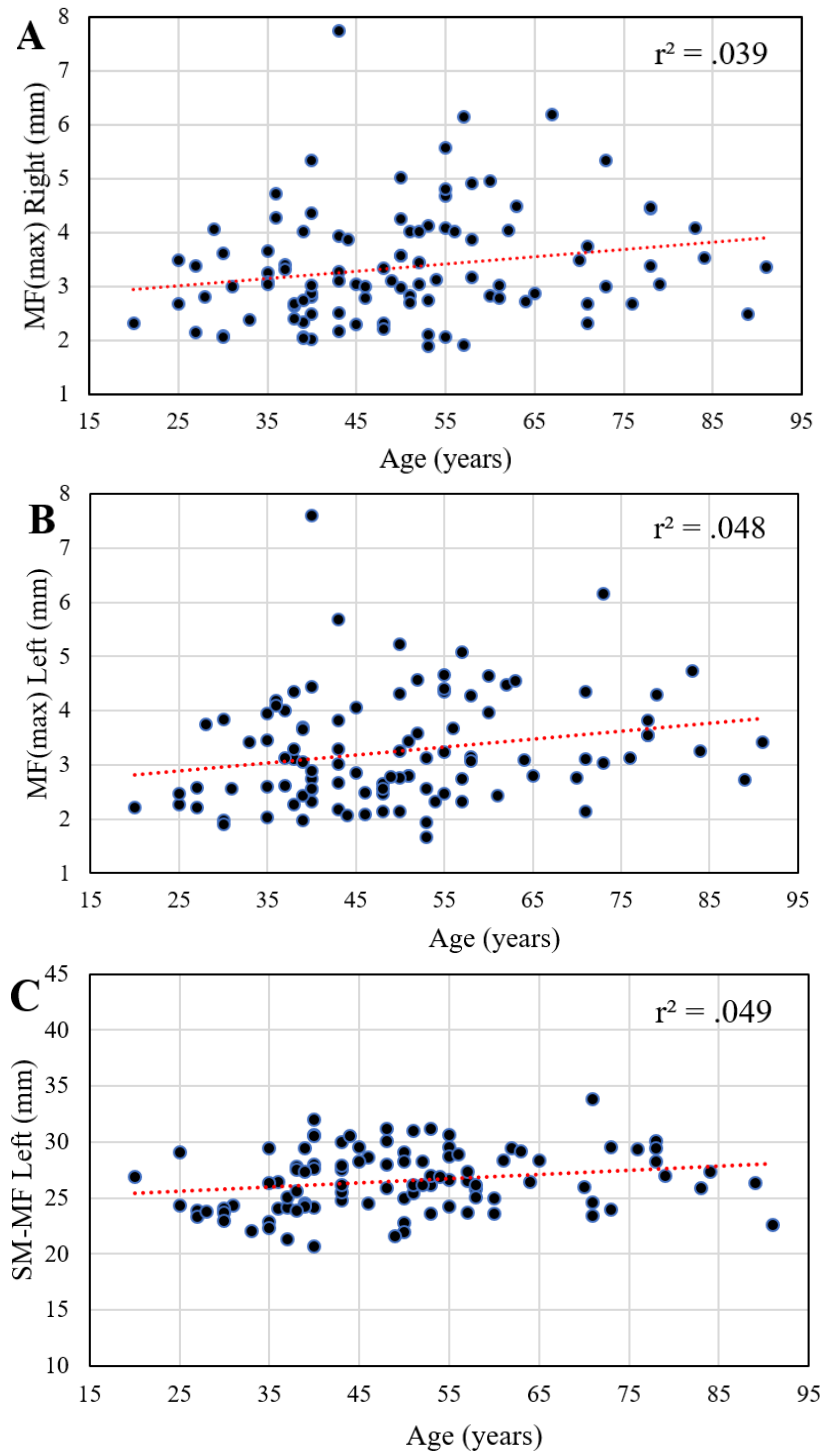 A
r² = .039
MF(max) Right (mm)
8
7
6
5
4
3
2
1
15 25 35 45 55 65 75 85 95
Age (years)
B
r² = .048
MF(max) Left (mm)
8
7
6
5
4
3
2
1
15 25 35 45 55 65 75 85 95
Age (years)
C
r² = .049
SM-MF Left (mm)
45
40
35
30
25
20
15
10
15 25 35 45 55 65 75 85 95
Age (years)